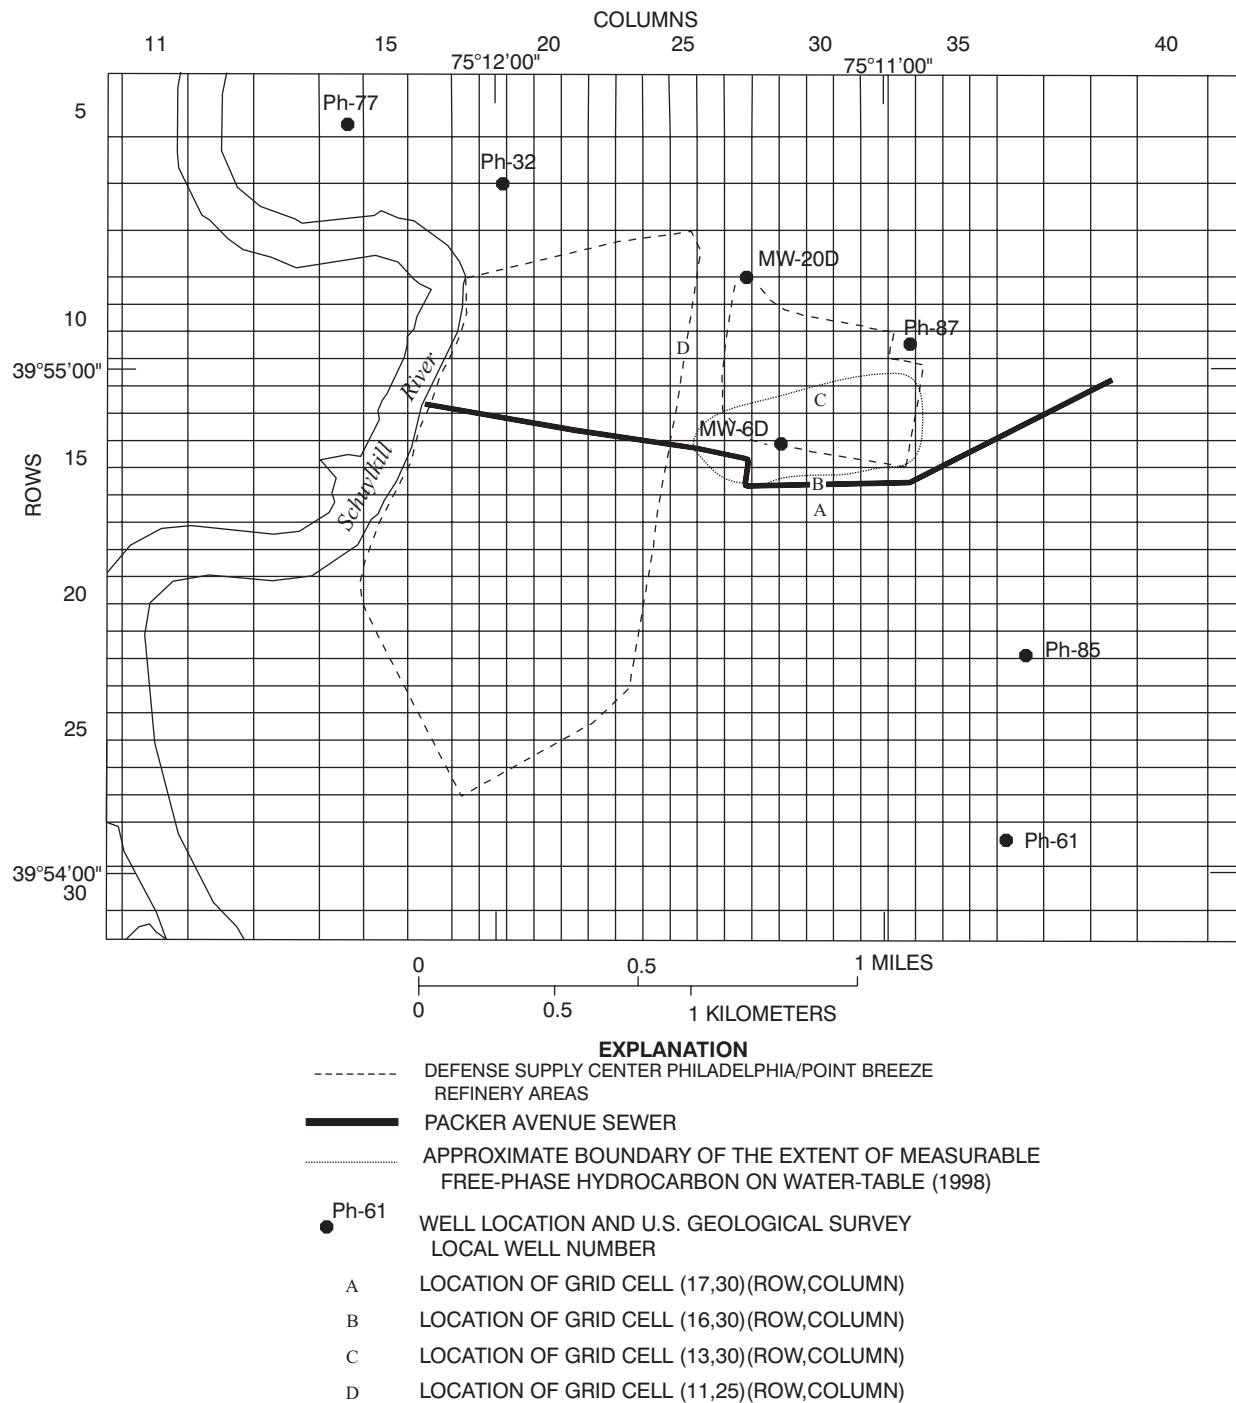 COLUMNS
11 15 20 25 30 35 40
75°12'00" 75°11'00"
5
Ph-77
Ph-32
MW-20D
10
Ph-87
D
39°55'00"
River
C
MW-6D
15
ROWS
Schuylkill
B
A
20
Ph-85
25
Ph-61
39°54'00"
30
0 0.5 1 MILES
0 0.5 1 KILOMETERS
EXPLANATION
DEFENSE SUPPLY CENTER PHILADELPHIA/POINT BREEZE
REFINERY AREAS
PACKER AVENUE SEWER
APPROXIMATE BOUNDARY OF THE EXTENT OF MEASURABLE
FREE-PHASE HYDROCARBON ON WATER-TABLE (1998)
Ph-61
WELL LOCATION AND U.S. GEOLOGICAL SURVEY
LOCAL WELL NUMBER
A LOCATION OF GRID CELL (17,30)(ROW,COLUMN)
B LOCATION OF GRID CELL (16,30)(ROW,COLUMN)
C LOCATION OF GRID CELL (13,30)(ROW,COLUMN)
D LOCATION OF GRID CELL (11,25)(ROW,COLUMN)